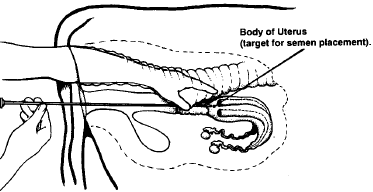 Body of Uterus
(target for semen placement).